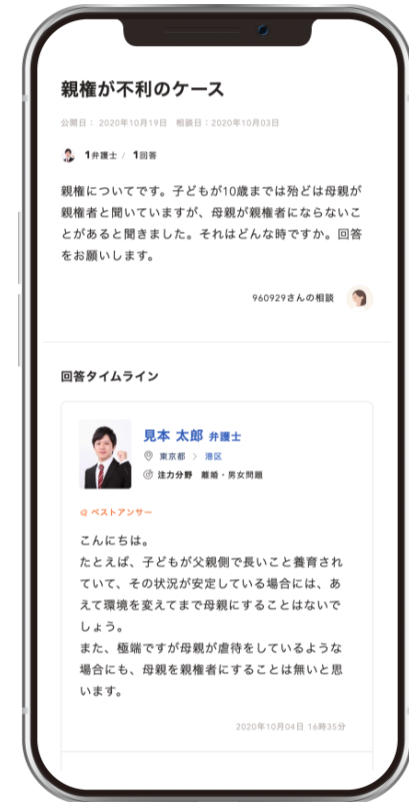 親権が不利のケース
公開日： 2020年10月19日 相談日：2020年10月03日
1弁護士 / 1回答
親権についてです。子どもが10歳までは殆どは母親が
親権者と聞いていますが、母親が親権者にならないこ
とがあると聞きました。それはどんな時ですか。回答
をお願いします。
960929さんの相談
回答タイムライン
見本 太郎 弁護士
東京都 > 港区
注力分野 離婚・男女問題
ベストアンサー
こんにちは。
たとえば、子どもが父親側で長いこと養育され
ていて、その状況が安定している場合には、あ
えて環境を変えてまで母親にすることはないで
しょう。
また、極端ですが母親が虐待をしているような
場合にも、母親を親権者にすることは無いと思
います。
2020年10月04日 16時35分